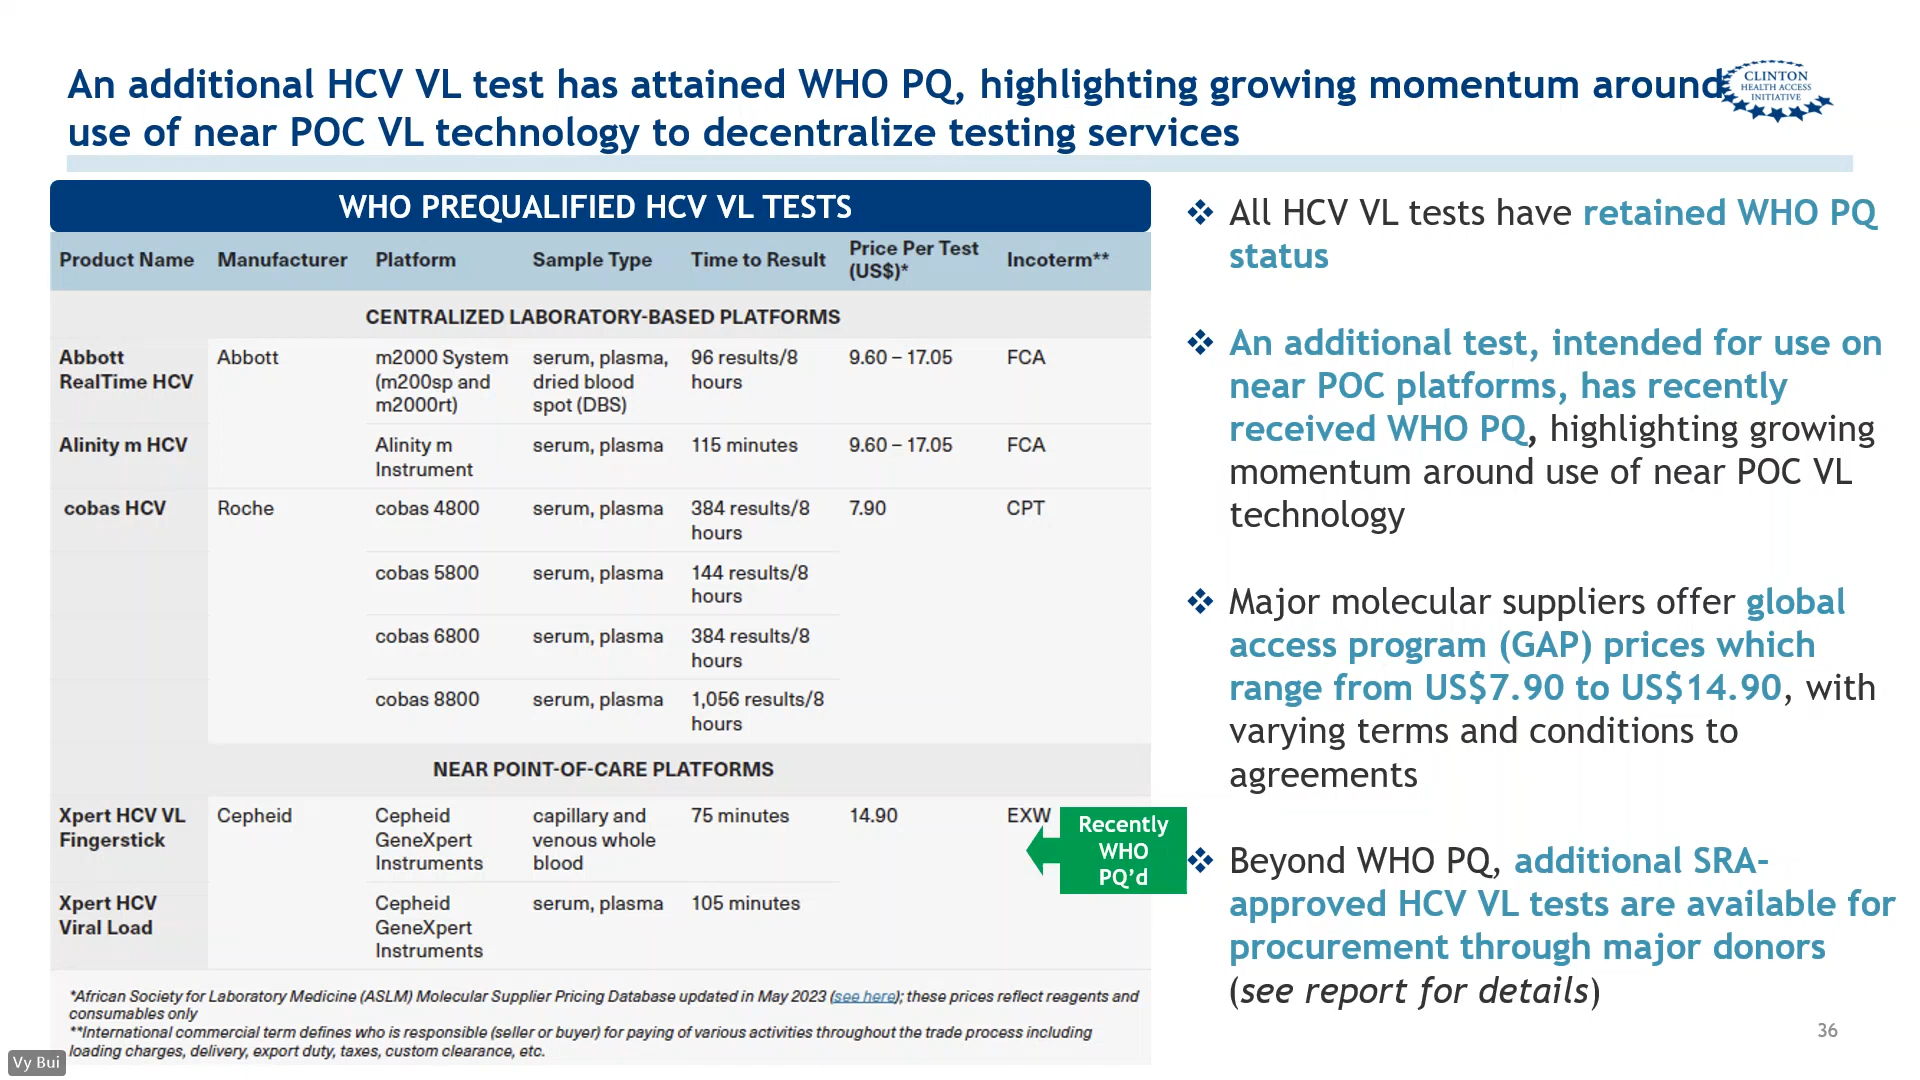 An additional HCV VL test has attained WHO PQ, highlighting growing momentum around
use of near POC VL technology to decentralize testing services
CLINTON
HEALTH ACCESS
INITIATIVE
WHO PREQUALIFIED HCV VL TESTS
Product Name Manufacturer Platform Sample Type Time to Result Price Per Test (US$)* Incoterm**
CENTRALIZED LABORATORY-BASED PLATFORMS
Abbott Abbott m2000 System serum, plasma, 96 results/8 9.60 – 17.05 FCA
RealTime HCV (m200sp and dried blood hours
m2000rt) spot (DBS)
Alinity m HCV Alinity m serum, plasma 115 minutes 9.60 – 17.05 FCA
Instrument
cobas HCV Roche cobas 4800 serum, plasma 384 results/8 7.90 CPT
hours
cobas 5800 serum, plasma 144 results/8
hours
cobas 6800 serum, plasma 384 results/8
hours
cobas 8800 serum, plasma 1,056 results/8
hours
NEAR POINT-OF-CARE PLATFORMS
Xpert HCV VL Cepheid Cepheid capillary and 75 minutes 14.90 EXW
Fingerstick GeneXpert venous whole
Instruments blood
Xpert HCV Cepheid serum, plasma 105 minutes
Viral Load GeneXpert
Instruments
Recently
WHO
PQ'd
*African Society for Laboratory Medicine (ASLM) Molecular Supplier Pricing Database updated in May 2023 (see here); these prices reflect reagents and
consumables only
**International commercial term defines who is responsible (seller or buyer) for paying of various activities throughout the trade process including
loading charges, delivery, export duty, taxes, custom clearance, etc.
❖ All HCV VL tests have retained WHO PQ
status
❖ An additional test, intended for use on
near POC platforms, has recently
received WHO PQ, highlighting growing
momentum around use of near POC VL
technology
❖ Major molecular suppliers offer global
access program (GAP) prices which
range from US$7.90 to US$14.90, with
varying terms and conditions to
agreements
❖ Beyond WHO PQ, additional SRA-
approved HCV VL tests are available for
procurement through major donors
(see report for details)
36
Vy Bui